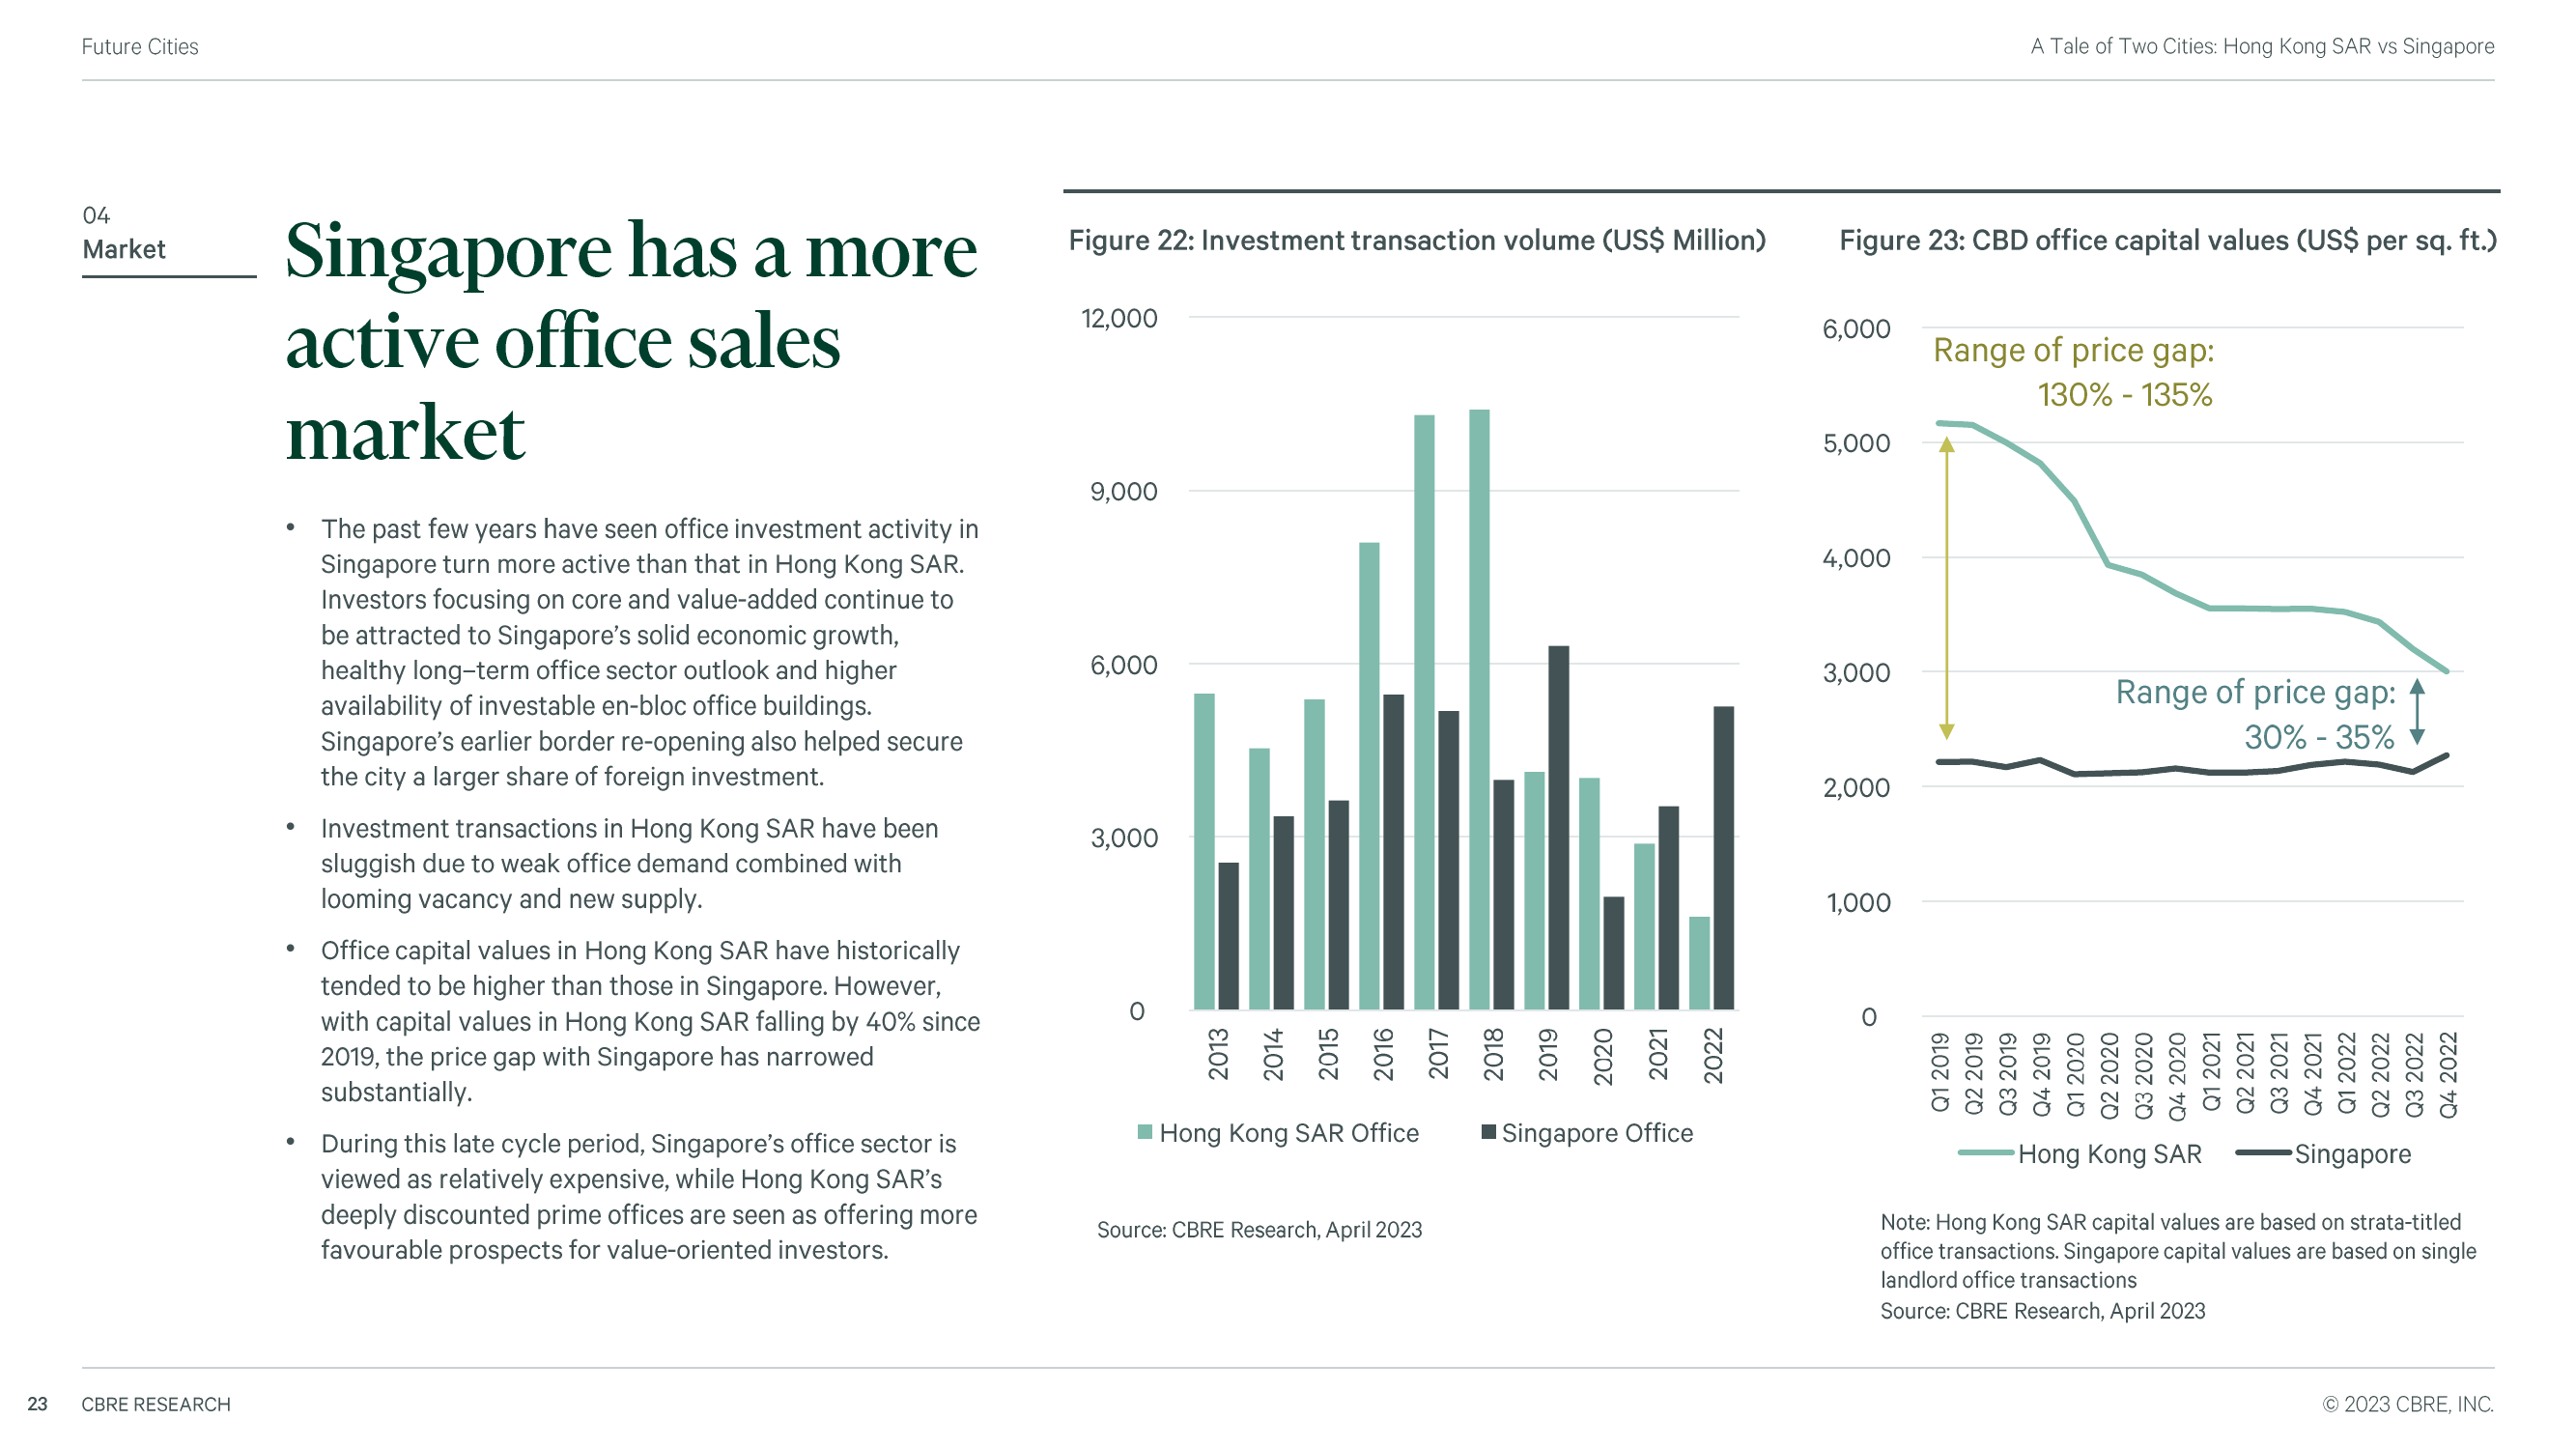 Future Cities
A Tale of Two Cities: Hong Kong SAR vs Singapore
04
Market
Singapore has a more
active office sales
market
• The past few years have seen office investment activity in
Singapore turn more active than that in Hong Kong SAR.
Investors focusing on core and value-added continue to
be attracted to Singapore’s solid economic growth,
healthy long–term office sector outlook and higher
availability of investable en-bloc office buildings.
Singapore’s earlier border re-opening also helped secure
the city a larger share of foreign investment.
• Investment transactions in Hong Kong SAR have been
sluggish due to weak office demand combined with
looming vacancy and new supply.
• Office capital values in Hong Kong SAR have historically
tended to be higher than those in Singapore. However,
with capital values in Hong Kong SAR falling by 40% since
2019, the price gap with Singapore has narrowed
substantially.
• During this late cycle period, Singapore’s office sector is
viewed as relatively expensive, while Hong Kong SAR’s
deeply discounted prime offices are seen as offering more
favourable prospects for value-oriented investors.
Figure 22: Investment transaction volume (US$ Million)
12,000
9,000
6,000
3,000
0
2013
2014
2015
2016
2017
2018
2019
2020
2021
2022
Hong Kong SAR Office
Singapore Office
Source: CBRE Research, April 2023
Figure 23: CBD office capital values (US$ per sq. ft.)
6,000
5,000
4,000
3,000
2,000
1,000
0
Range of price gap:
130% - 135%
Range of price gap:
30% - 35%
Q1 2019
Q2 2019
Q3 2019
Q4 2019
Q1 2020
Q2 2020
Q3 2020
Q4 2020
Q1 2021
Q2 2021
Q3 2021
Q4 2021
Q1 2022
Q2 2022
Q3 2022
Q4 2022
Hong Kong SAR
Singapore
Note: Hong Kong SAR capital values are based on strata-titled
office transactions. Singapore capital values are based on single
landlord office transactions
Source: CBRE Research, April 2023
23
CBRE RESEARCH
© 2023 CBRE, INC.